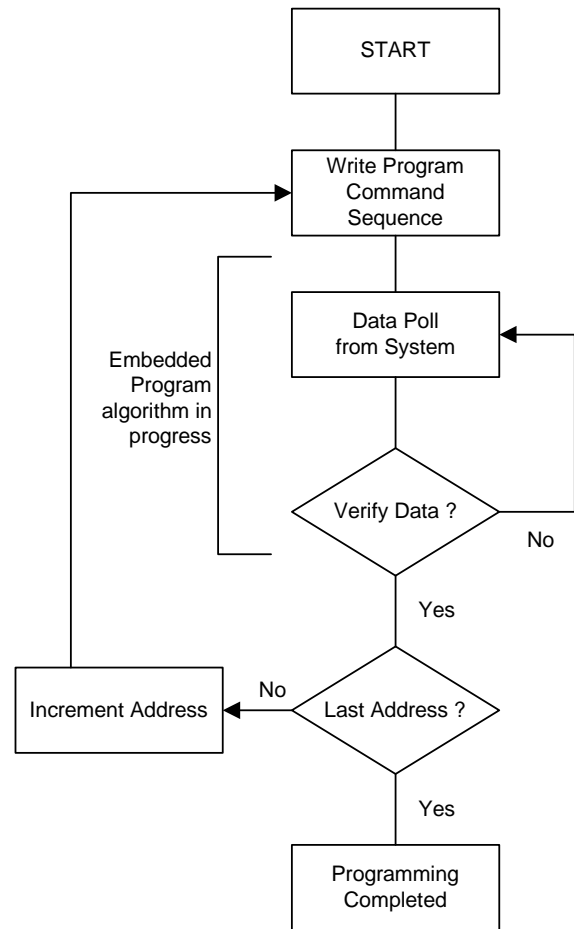 START
Write Program
Command
Sequence
Data Poll
from System
Embedded
Program
algorithm in
progress
Verify Data ?
No
Yes
Increment Address
No
Last Address ?
Yes
Programming
Completed